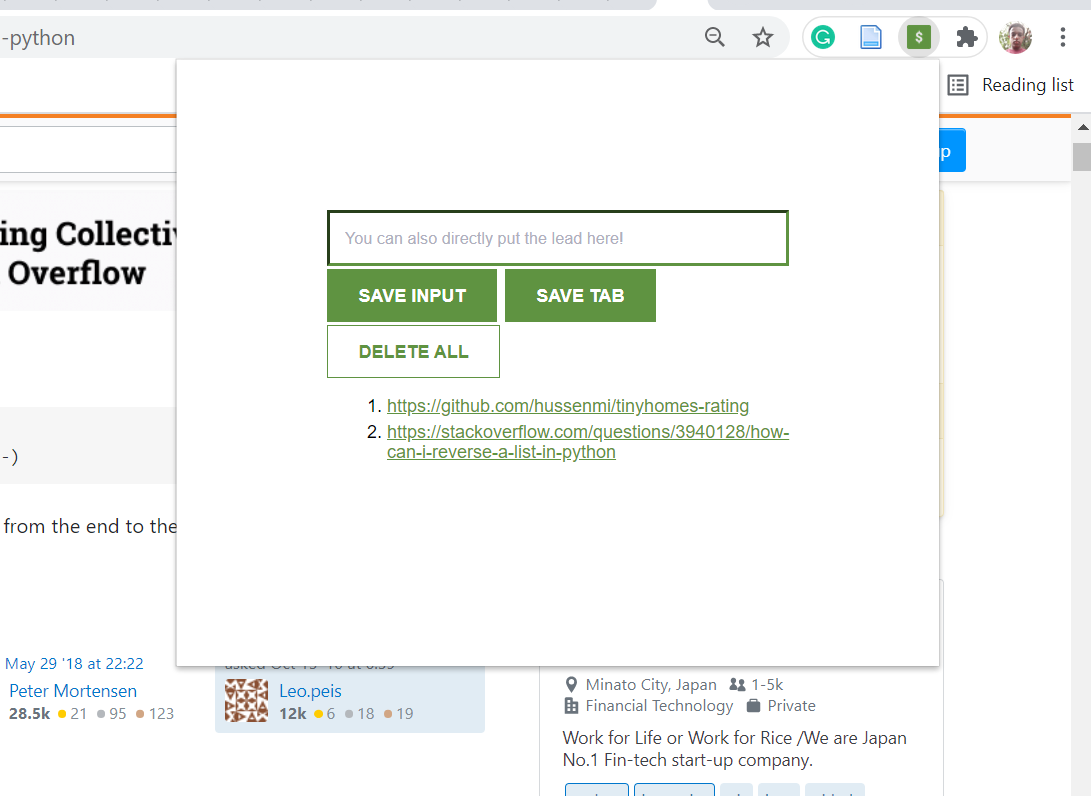 -python
Reading list
p
You can also directly put the lead here!
ing Collecti
Overflow
SAVE INPUT SAVE TAB
DELETE ALL
1. https://github.com/hussenmi/tinyhomes-rating
2. https://stackoverflow.com/questions/3940128/how-
can-i-reverse-a-list-in-python
-)
from the end to the
May 29 '18 at 22:22
Peter Mortensen
28.5k 21 95 123
Leo.peis
12k 6 18 19
Minato City, Japan 1-5k
Financial Technology Private
Work for Life or Work for Rice /We are Japan
No.1 Fin-tech start-up company.